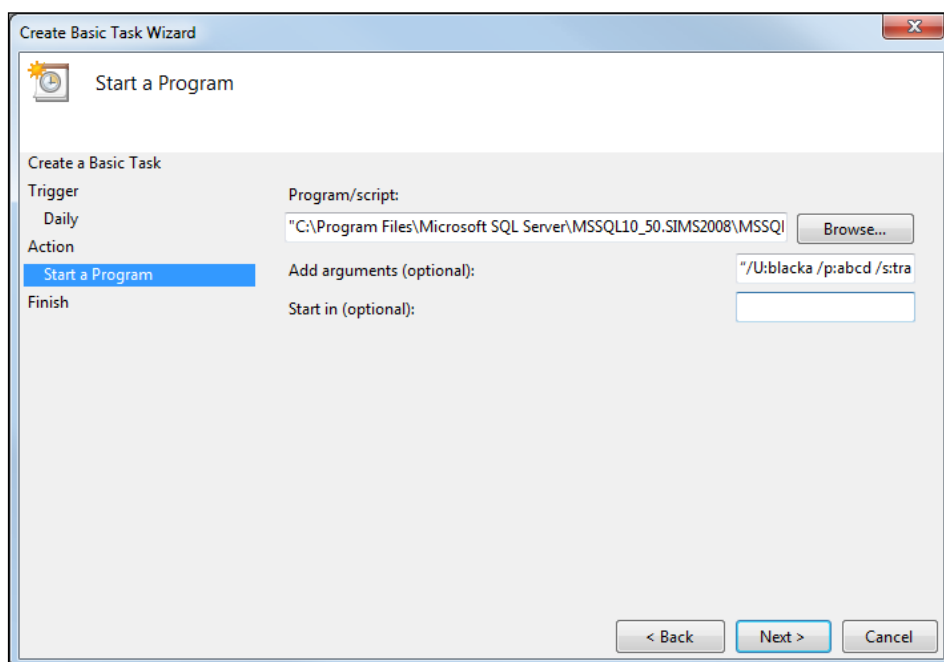 Create Basic Task Wizard
Start a Program
Create a Basic Task
Trigger
Daily
Action
Start a Program
Finish
Program/script:
"C:\Program Files\Microsoft SQL Server\MSSQL10_50.SIMS2008\MSSQl
Browse...
Add arguments (optional):
"/U:blacka /p:abcd /s:tra
Start in (optional):
< Back
Next >
Cancel